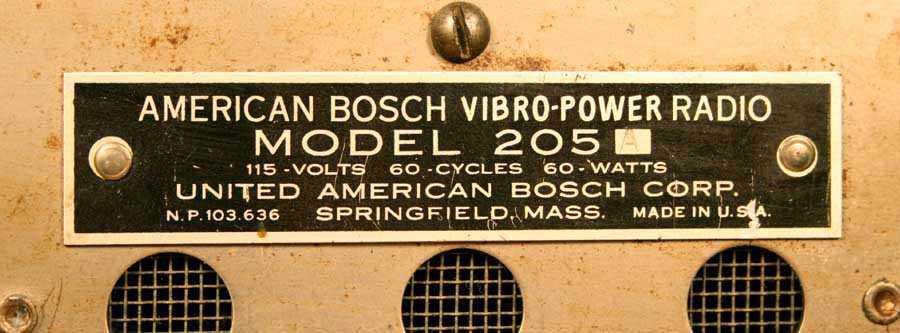 AMERICAN BOSCH VIBRO-POWER RADIO
MODEL 205 A
115-VOLTS 60-CYCLES 60-WATTS
UNITED AMERICAN BOSCH CORP.
N.P.103.636 SPRINGFIELD, MASS. MADE IN U.S.A.